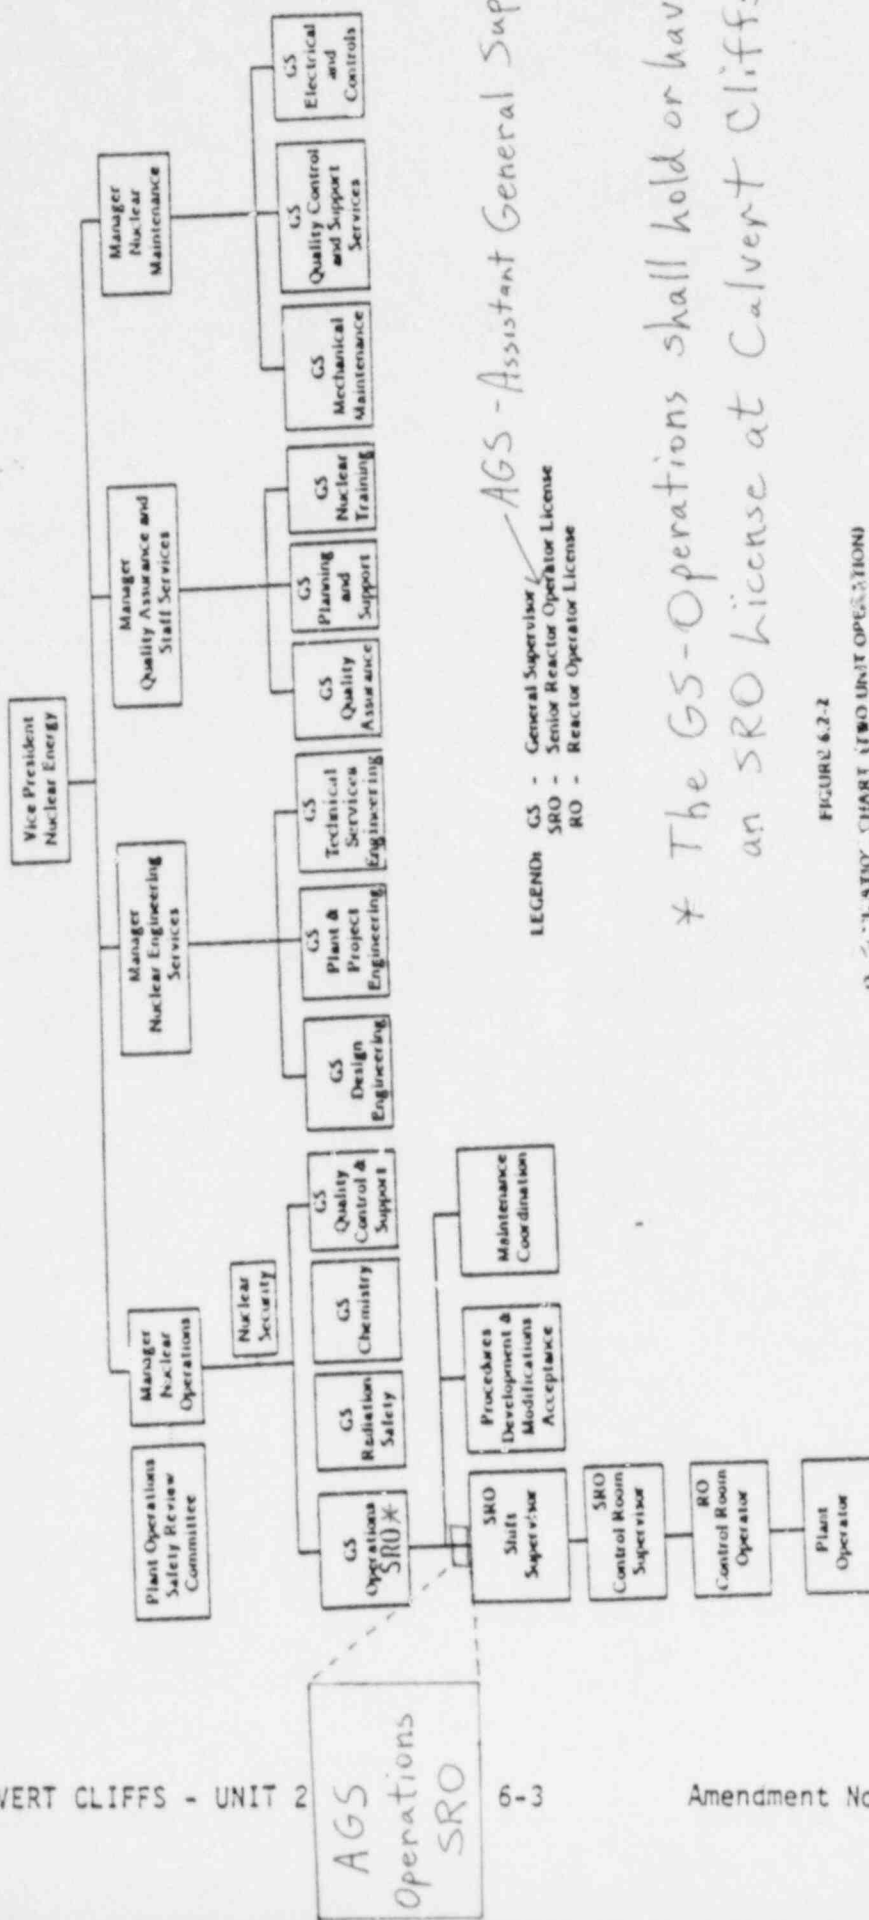 Vice President
Nuclear Energy
Plant Operations
Safety Review
Committee
Manager
Nuclear
Operations
Manager
Nuclear Engineering
Services
Manager
Quality Assurance and
Staff Services
Manager
Nuclear
Maintenance
Nuclear
Security
GS
Operations
SRO*
GS
Radiation
Safety
GS
Chemistry
GS
Quality
Control &
Support
GS
Design
Engineering
GS
Plant &
Project
Engineering
GS
Technical
Services
Engineering
GS
Quality
Assurance
GS
Planning
and
Support
GS
Nuclear
Training
GS
Mechanical
Maintenance
GS
Quality Control
and Support
Services
GS
Electrical
and
Controls
AGS
Operations
SRO
SRO
Shift
Supervisor
Procedures
Development &
Modifications
Acceptance
Maintenance
Coordination
SRO
Control Room
Supervisor
RO
Control Room
Operator
Plant
Operator
LEGEND: GS - General Supervisor
SRO - Senior Reactor Operator License
RO - Reactor Operator License
AGS - Assistant General Sup
* The GS-Operations shall hold or hav
an SRO License at Calvert Cliffs
FIGURE 6.2-2
CHART (TWO UNIT OPERATION)
VERT CLIFFS - UNIT 2
6-3
Amendment No